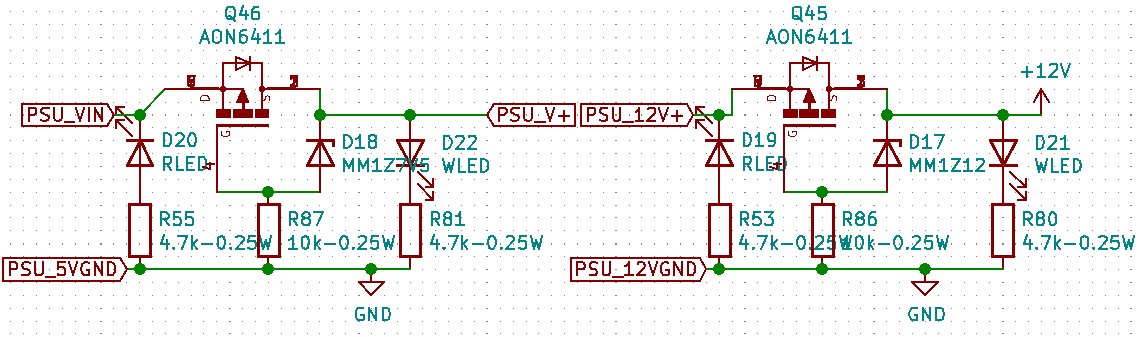 Q46
AON6411
D
S
G
4
PSU_VIN
D20
RLED
D18
MM1Z7V5
D22
WLED
PSU_V+
R55
4.7k-0.25W
R87
10k-0.25W
R81
4.7k-0.25W
PSU_5VGND
GND
Q45
AON6411
D
S
G
4
PSU_12V+
D19
RLED
D17
MM1Z12
+12V
D21
WLED
R53
4.7k-0.25W
R86
10k-0.25W
R80
4.7k-0.25W
PSU_12VGND
GND